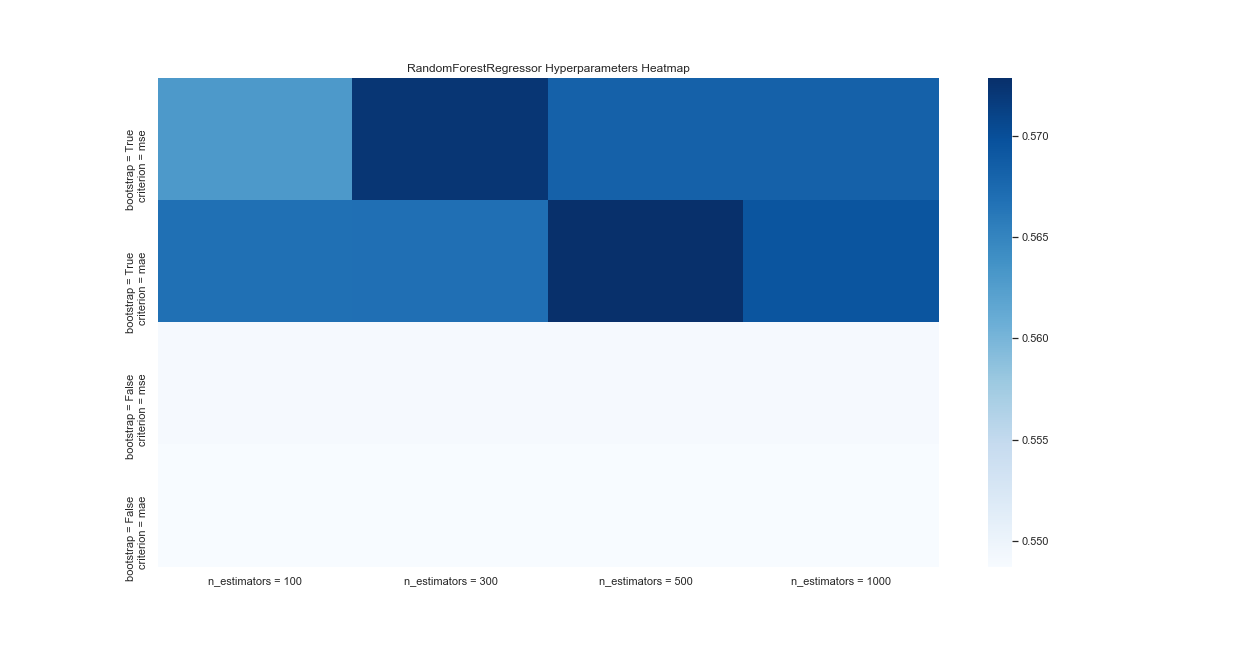 RandomForestRegressor Hyperparameters Heatmap
bootstrap = True
criterion = mse
bootstrap = True
criterion = mae
bootstrap = False
criterion = mse
bootstrap = False
criterion = mae
n_estimators = 100
n_estimators = 300
n_estimators = 500
n_estimators = 1000
0.570
0.565
0.560
0.555
0.550